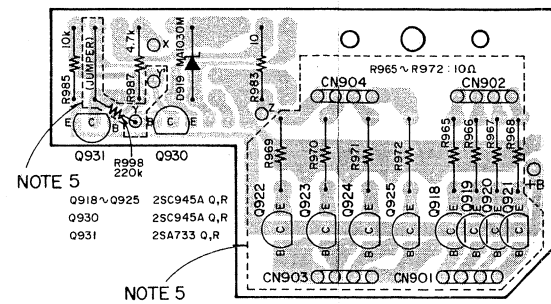 10k
R985
(JUMPER)
4.7k
R987
X
Y
MA1030M
D919
10
R983
Z
R965~R972:10Ω
CN904
CN902
E C B
Y
B C E
Q931
R998
220k
Q930
NOTE 5
R969
R970
R971
R972
R965
R966
R967
R968
+B
Q922
Q923
Q924
Q925
Q918
Q919
Q920
Q921
E E E E E E E E
C C C C C C C C
B B B B B B B B
Q918~Q925 2SC945A Q,R
Q930 2SC945A Q,R
Q931 2SA733 Q,R
CN903
CN901
NOTE 5